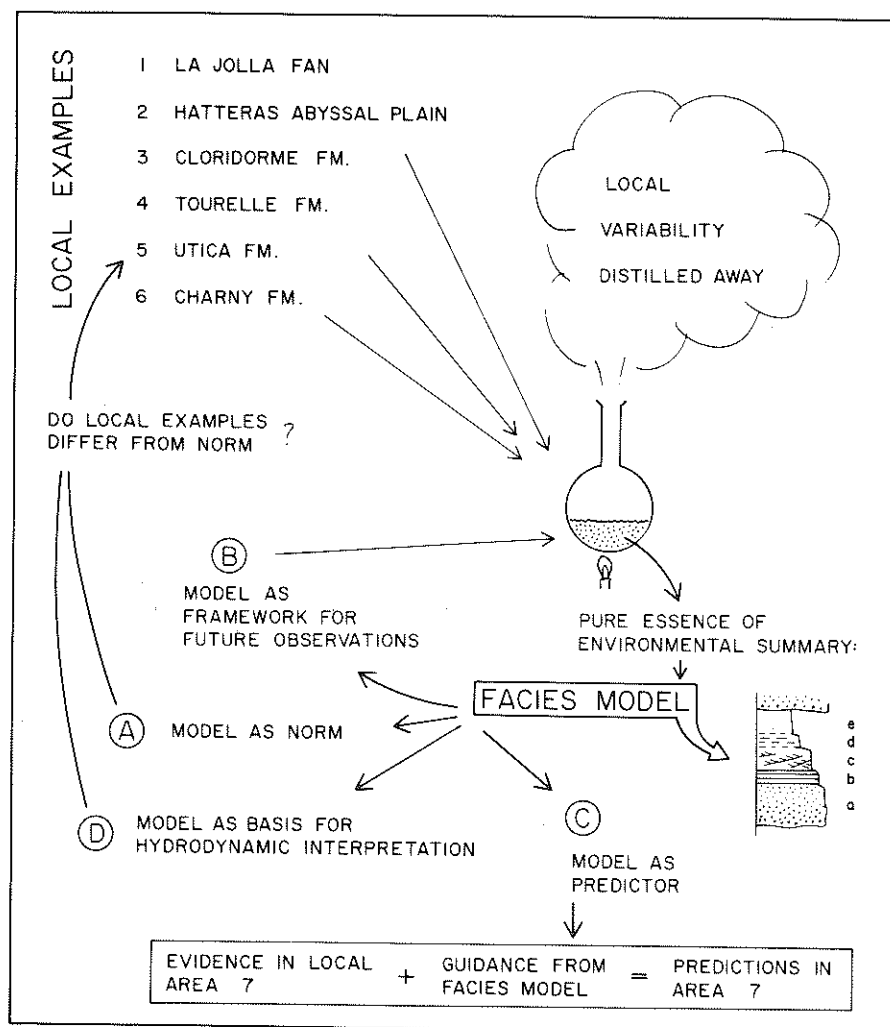 LOCAL EXAMPLES
1 LA JOLLA FAN
2 HATTERAS ABYSSAL PLAIN
3 CLORIDORME FM.
4 TOURELLE FM.
5 UTICA FM.
6 CHARNY FM.
LOCAL
VARIABILITY
DISTILLED AWAY
DO LOCAL EXAMPLES
DIFFER FROM NORM ?
B
MODEL AS
FRAMEWORK FOR
FUTURE OBSERVATIONS
PURE ESSENCE OF
ENVIRONMENTAL SUMMARY:
FACIES MODEL
e
d
c
b
a
A MODEL AS NORM
D MODEL AS BASIS FOR
HYDRODYNAMIC INTERPRETATION
C
MODEL AS
PREDICTOR
EVIDENCE IN LOCAL
AREA 7
+
GUIDANCE FROM
FACIES MODEL
=
PREDICTIONS IN
AREA 7